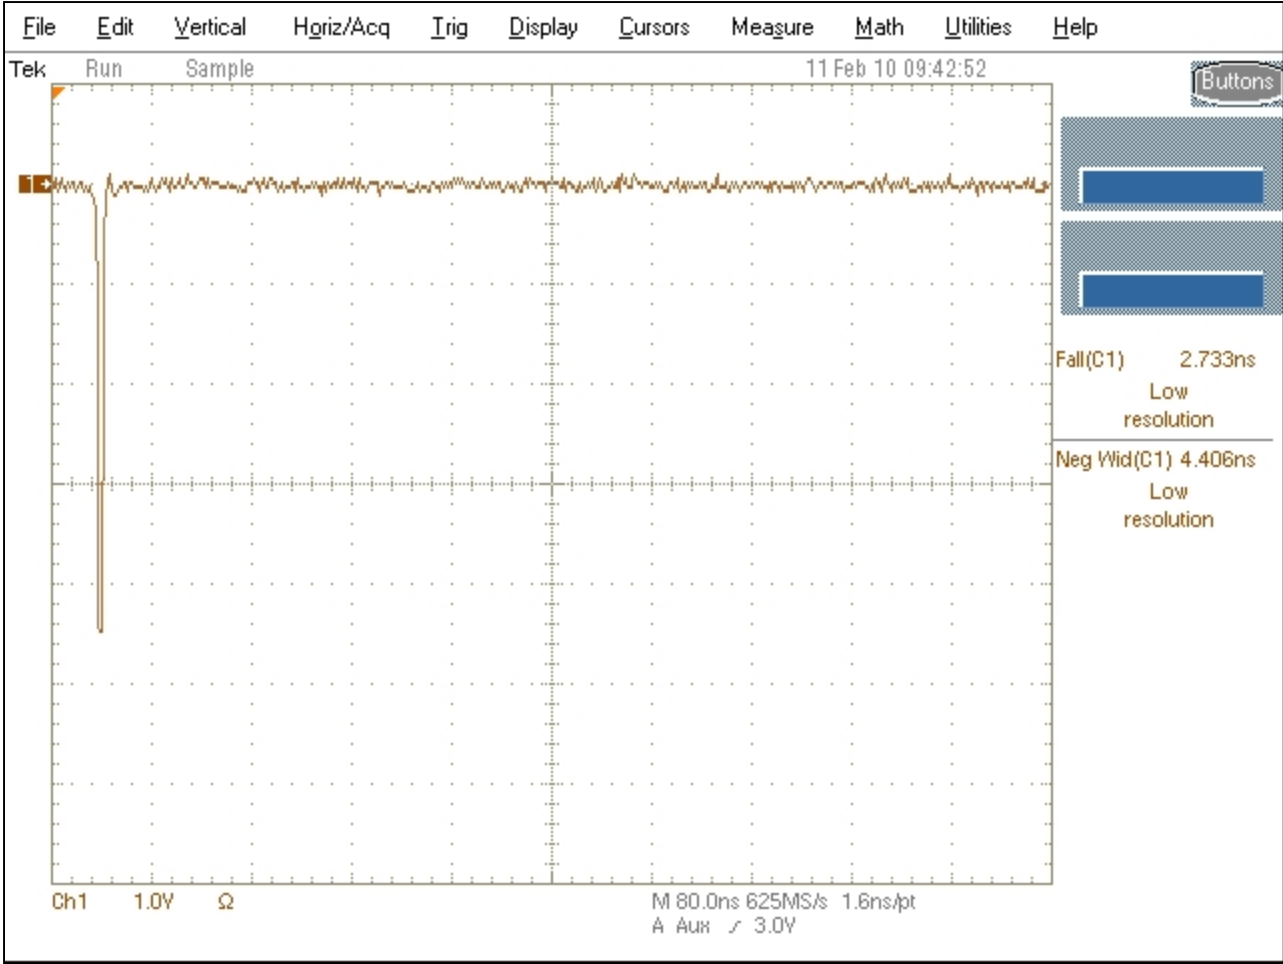 File Edit Vertical Horiz/Acq Trig Display Cursors Measure Math Utilities Help
Tek Run Sample 11 Feb 10 09:42:52
Buttons
1
Fall(C1) 2.733ns
Low
resolution
Neg Wid(C1) 4.406ns
Low
resolution
Ch1 1.0V Ω M 80.0ns 625MS/s 1.6ns/pt
A Aux 3.0V